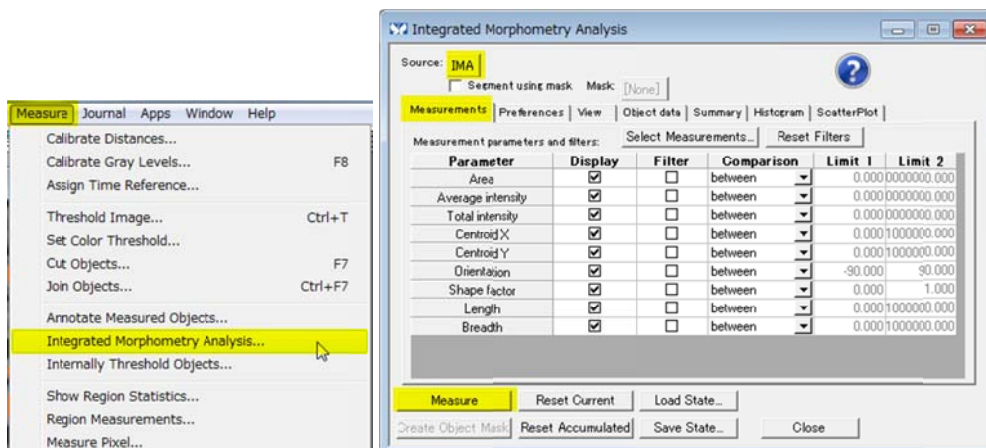 Measure Journal Apps Window Help
Calibrate Distances...
Calibrate Gray Levels... F8
Assign Time Reference...
Threshold Image... Ctrl+T
Set Color Threshold...
Cut Objects... F7
Join Objects... Ctrl+F7
Annotate Measured Objects...
Integrated Morphometry Analysis...
Internally Threshold Objects...
Show Region Statistics...
Region Measurements...
Measure Pixel...
Integrated Morphometry Analysis
Source: IMA
Segment using mask Mask: [None]
Measurements Preferences View Object data Summary Histogram ScatterPlot
Measurement parameters and filters: Select Measurements... Reset Filters
Parameter Display Filter Comparison Limit 1 Limit 2
Area between 0.000 0000000.000
Average intensity between 0.000 0000000.000
Total intensity between 0.000 0000000.000
Centroid X between 0.000 1000000.000
Centroid Y between 0.000 1000000.000
Orientation between -90.000 90.000
Shape factor between 0.000 1.000
Length between 0.000 1000000.000
Breadth between 0.000 1000000.000
Measure Reset Current Load State...
Create Object Mask Reset Accumulated Save State... Close